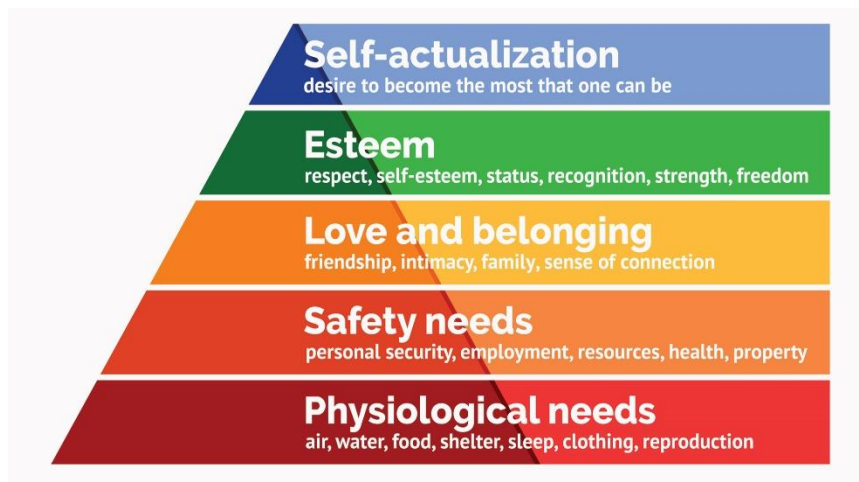 Self-actualization
desire to become the most that one can be
Esteem
respect, self-esteem, status, recognition, strength, freedom
Love and belonging
friendship, intimacy, family, sense of connection
Safety needs
personal security, employment, resources, health, property
Physiological needs
air, water, food, shelter, sleep, clothing, reproduction